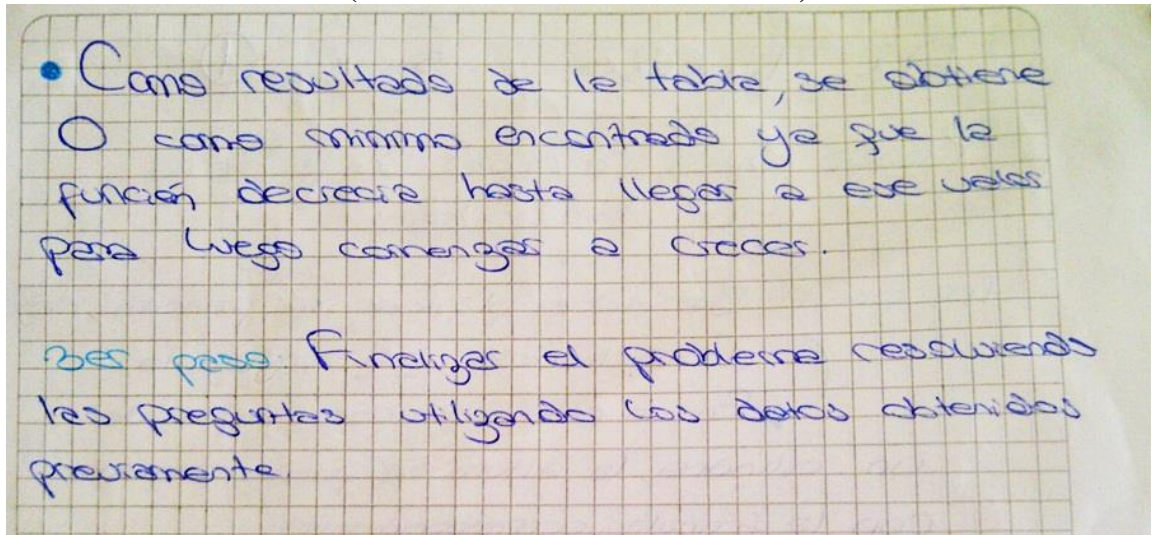 • Como resultado de la tabla, se obtiene
0 como mínimo encontrado ya que la
función decrecia hasta llegar a ese valor
para luego comenzar a crecer.
3er paso: Finalizar el problema resolviendo
las preguntas utilizando los datos obtenidos
previamente.